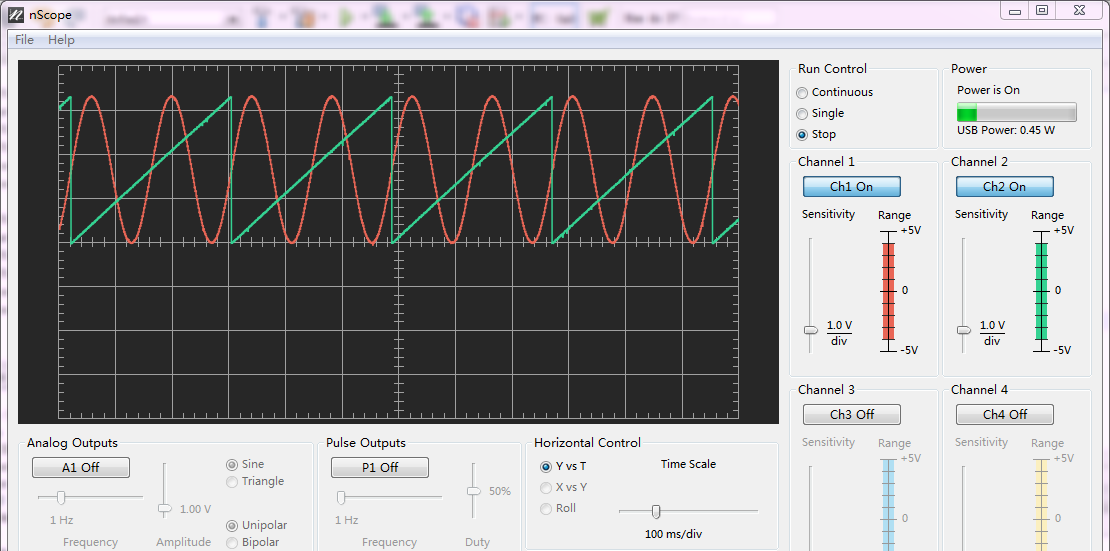 nScope
File Help
Run Control
Continuous
Single
Stop
Power
Power is On
USB Power: 0.45 W
Channel 1
Ch1 On
Sensitivity
Range
+5V
0
-5V
1.0 V
div
Channel 2
Ch2 On
Sensitivity
Range
+5V
0
-5V
1.0 V
div
Channel 3
Ch3 Off
Sensitivity
Range
+5V
0
Channel 4
Ch4 Off
Sensitivity
Range
+5V
0
Analog Outputs
A1 Off
1 Hz
Frequency
1.00 V
Amplitude
Sine
Triangle
Unipolar
Bipolar
Pulse Outputs
P1 Off
1 Hz
Frequency
50%
Duty
Horizontal Control
Y vs T
X vs Y
Roll
Time Scale
100 ms/div